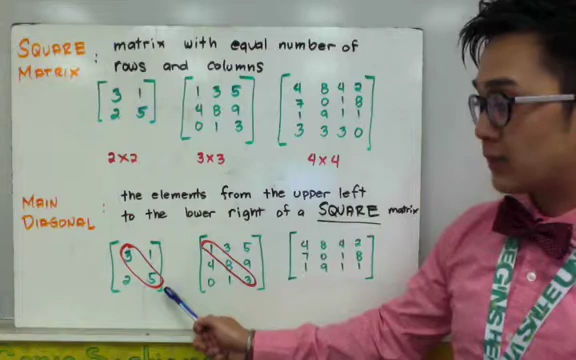 SQUARE MATRIX : matrix with equal number of
rows and columns
3 1
2 5
1 3 5
4 8 9
0 1 3
4 8 4 2
7 0 1 8
1 9 1 1
3 3 3 0
2x2 3x3 4x4
MAIN DIAGONAL : the elements from the upper left
to the lower right of a SQUARE matrix
3
2 5
3 5
4 8 9
0 1 3
4 8 4 2
7 0 1 8
1 9 1 1
BEGINS HERE